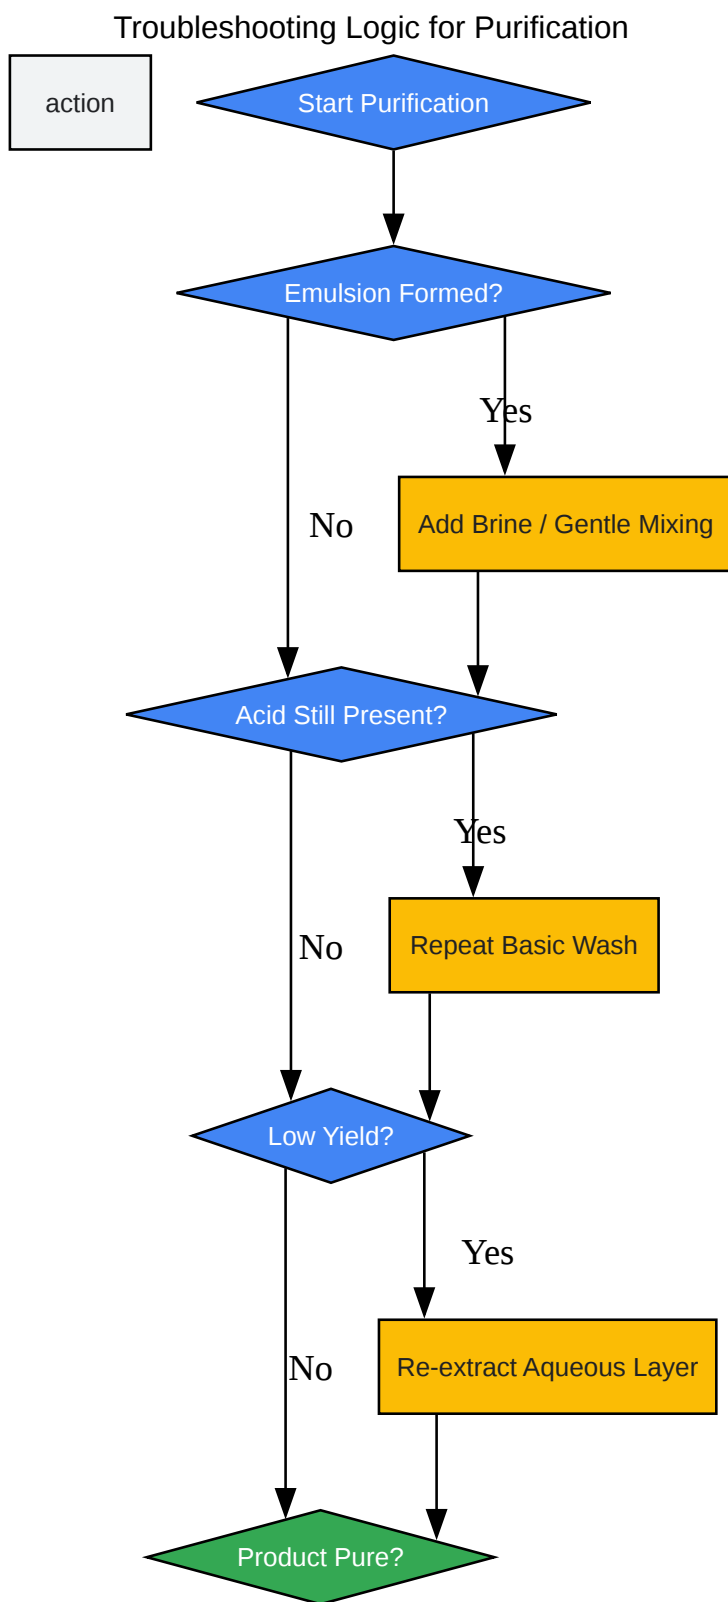 Troubleshooting Logic for Purification
action
Start Purification
Emulsion Formed?
Yes
No
Add Brine / Gentle Mixing
Acid Still Present?
Yes
No
Repeat Basic Wash
Low Yield?
Yes
No
Re-extract Aqueous Layer
Product Pure?